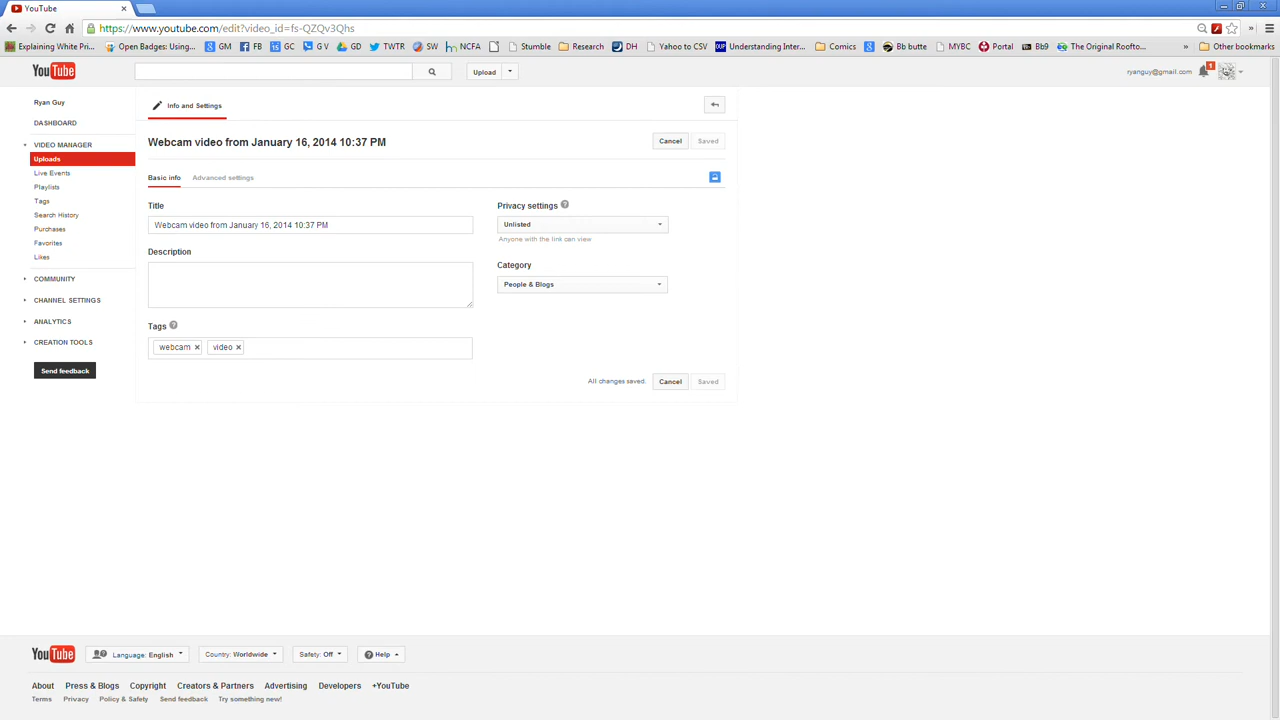 YouTube
https://www.youtube.com/edit?video_id=fs-QZQv3Qhs
Explaining White Pri...
Open Badges: Using...
GM
FB
GC
G V
GD
TWTR
SW
NCFA
Stumble
Research
DH
Yahoo to CSV
Understanding Inter...
Comics
Bb butte
MYBC
Portal
Bb9
The Original Roofto...
Other bookmarks
YouTube
Upload
ryanguy@gmail.com
1
Ryan Guy
DASHBOARD
VIDEO MANAGER
Uploads
Live Events
Playlists
Tags
Search History
Purchases
Favorites
Likes
COMMUNITY
CHANNEL SETTINGS
ANALYTICS
CREATION TOOLS
Send feedback
Info and Settings
Webcam video from January 16, 2014 10:37 PM
Cancel
Saved
Basic info
Advanced settings
Title
Webcam video from January 16, 2014 10:37 PM
Description
Tags
webcam
video
Privacy settings
Unlisted
Anyone with the link can view
Category
People & Blogs
All changes saved.
Cancel
Saved
YouTube
Language: English
Country: Worldwide
Safety: Off
Help
About
Press & Blogs
Copyright
Creators & Partners
Advertising
Developers
+YouTube
Terms
Privacy
Policy & Safety
Send feedback
Try something new!